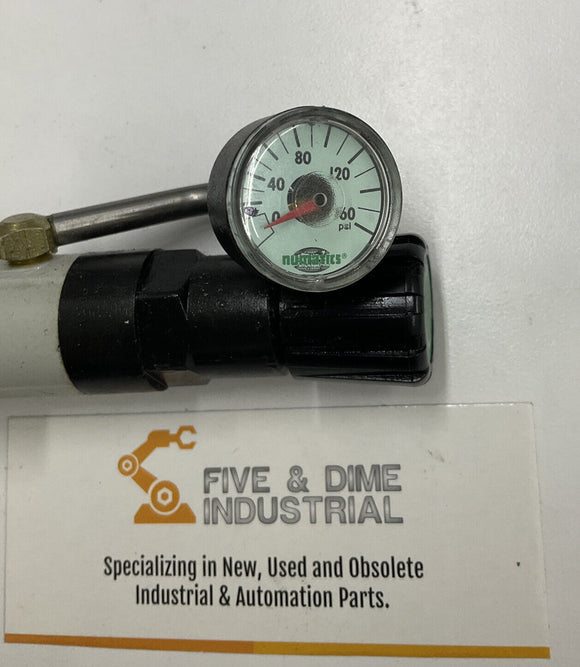 80
120
40
0
160
psi
numatics®
FIVE & DIME
INDUSTRIAL
Specializing in New, Used and Obsolete
Industrial & Automation Parts.